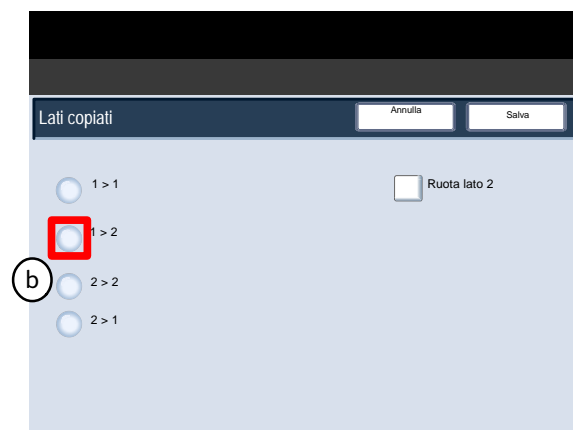 Lati copiati
Annulla
Salva
1 > 1
Ruota lato 2
1 > 2
b
2 > 2
2 > 1